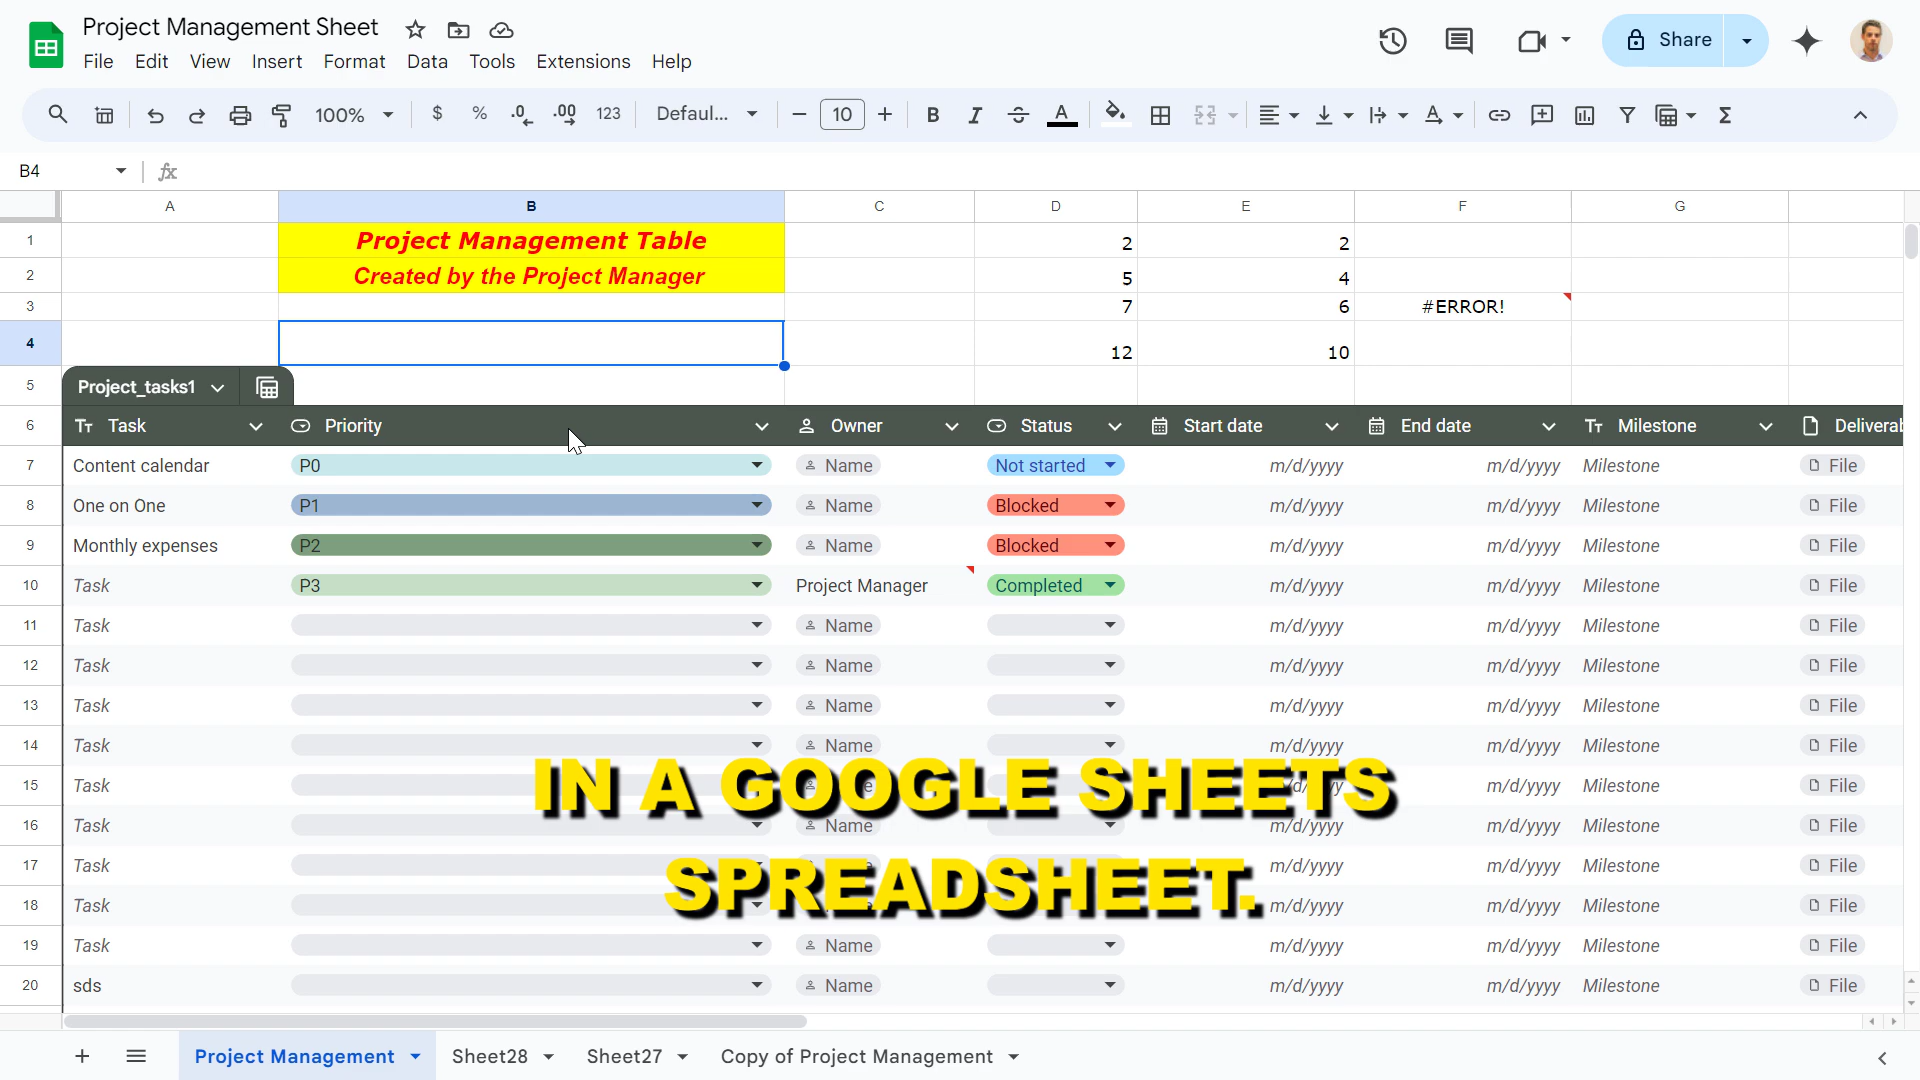 Project Management Sheet
File Edit View Insert Format Data Tools Extensions Help
Share
100% $ % .0 .00 123 Defaul... 10 B I A
B4 fx
A B C D E F G
1 Project Management Table 2 2
2 Created by the Project Manager 5 4
3 7 6 #ERROR!
4 12 10
5 Project_tasks1
6 Task Priority Owner Status Start date End date Milestone Deliverab
7 Content calendar P0 Name Not started m/d/yyyy m/d/yyyy Milestone File
8 One on One P1 Name Blocked m/d/yyyy m/d/yyyy Milestone File
9 Monthly expenses P2 Name Blocked m/d/yyyy m/d/yyyy Milestone File
10 Task P3 Project Manager Completed m/d/yyyy m/d/yyyy Milestone File
11 Task Name m/d/yyyy m/d/yyyy Milestone File
12 Task Name m/d/yyyy m/d/yyyy Milestone File
13 Task Name m/d/yyyy m/d/yyyy Milestone File
14 Task Name m/d/yyyy m/d/yyyy Milestone File
IN A GOOGLE SHEETS
15 Task m/d/yyyy Milestone File
16 Task Name m/d/yyyy m/d/yyyy Milestone File
17 Task m/d/yyyy m/d/yyyy Milestone File
SPREADSHEET.
18 Task m/d/yyyy m/d/yyyy Milestone File
19 Task Name m/d/yyyy m/d/yyyy Milestone File
20 sds Name m/d/yyyy m/d/yyyy Milestone File
Project Management Sheet28 Sheet27 Copy of Project Management